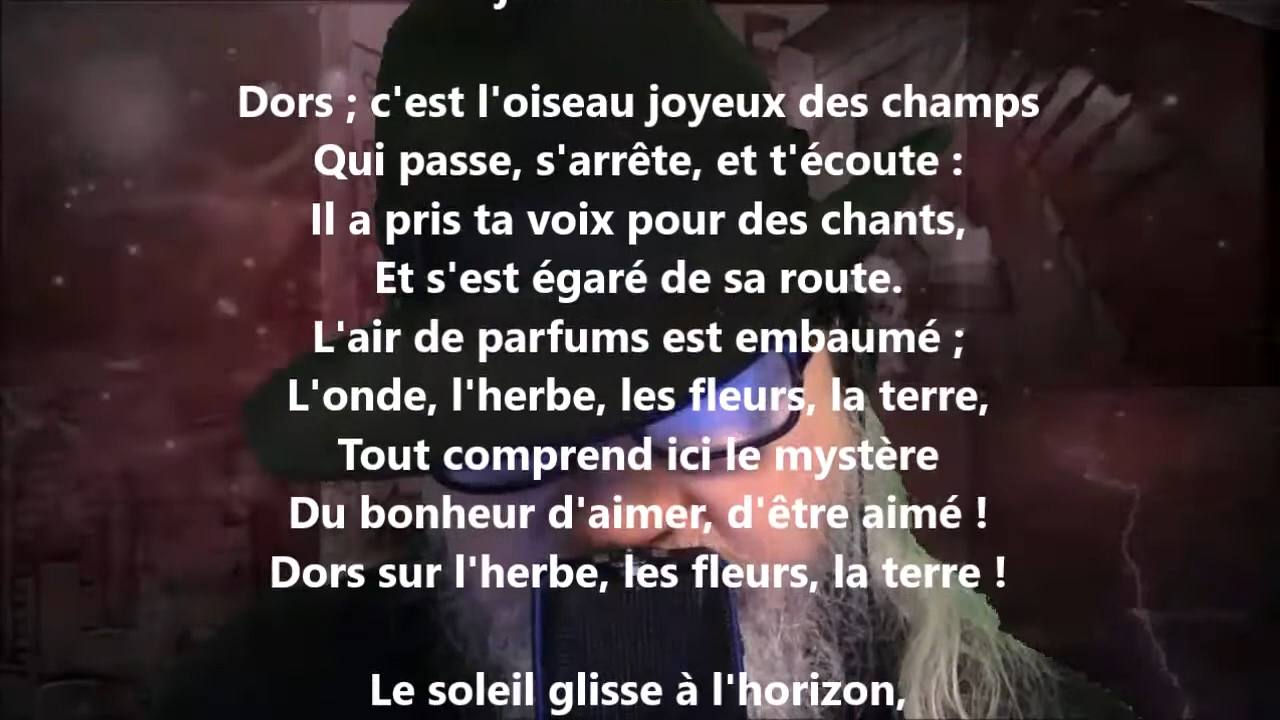 Dors ; c'est l'oiseau joyeux des champs
Qui passe, s'arrête, et t'écoute :
Il a pris ta voix pour des chants,
Et s'est égaré de sa route.
L'air de parfums est embaumé ;
L'onde, l'herbe, les fleurs, la terre,
Tout comprend ici le mystère
Du bonheur d'aimer, d'être aimé !
Dors sur l'herbe, les fleurs, la terre !
Le soleil glisse à l'horizon,